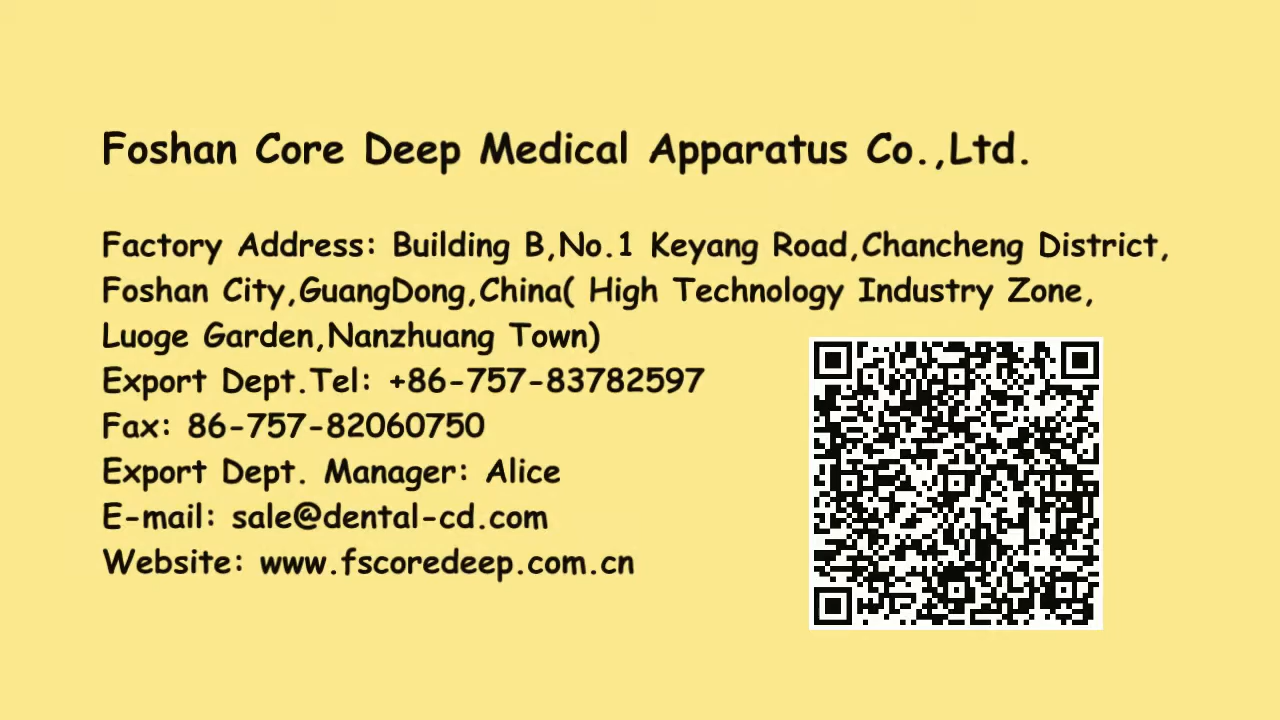 Foshan Core Deep Medical Apparatus Co.,Ltd.
Factory Address: Building B,No.1 Keyang Road,Chancheng District,
Foshan City,GuangDong,China( High Technology Industry Zone,
Luoge Garden,Nanzhuang Town)
Export Dept.Tel: +86-757-83782597
Fax: 86-757-82060750
Export Dept. Manager: Alice
E-mail: sale@dental-cd.com
Website: www.fscoredeep.com.cn